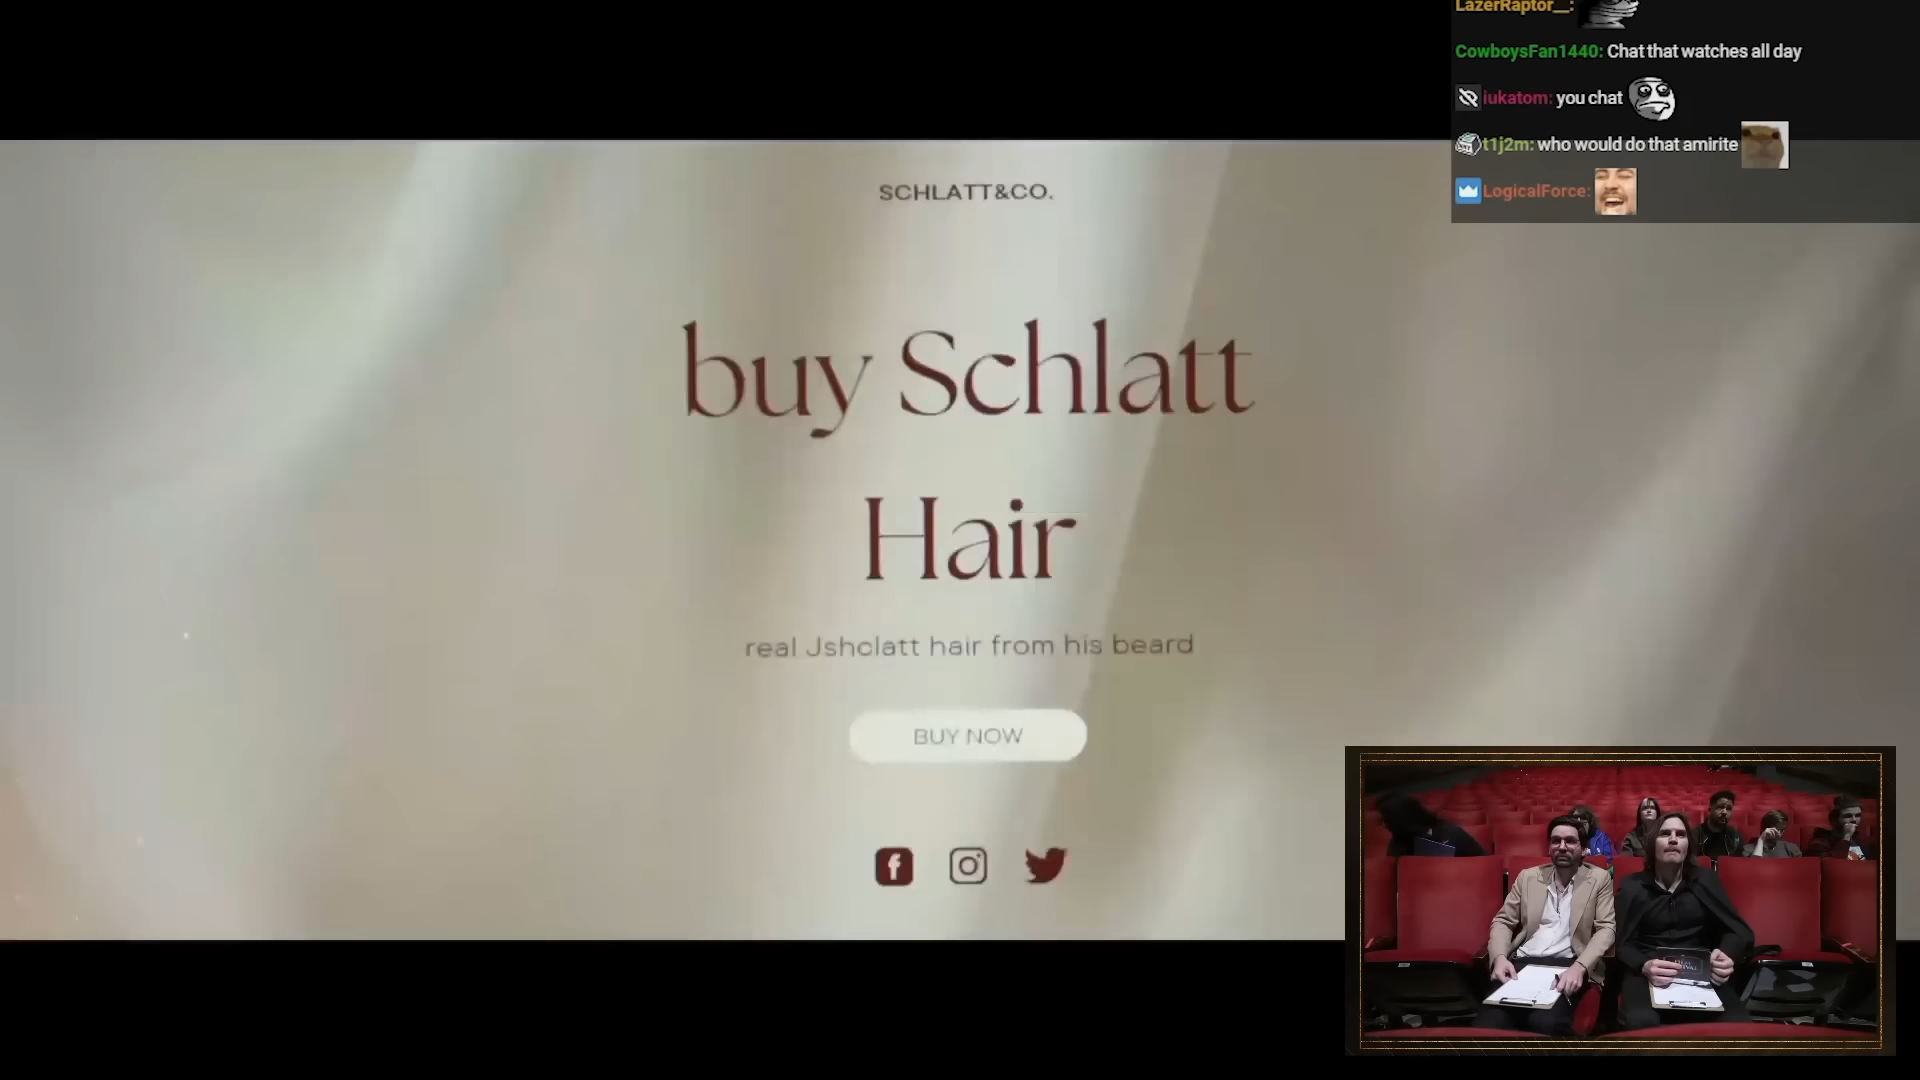 LazerRaptor__:
CowboysFan1440: Chat that watches all day
iukatom: you chat
t1j2m: who would do that amirite
LogicalForce:
SCHLATT&CO.
buy Schlatt
Hair
real Jshclatt hair from his beard
BUY NOW